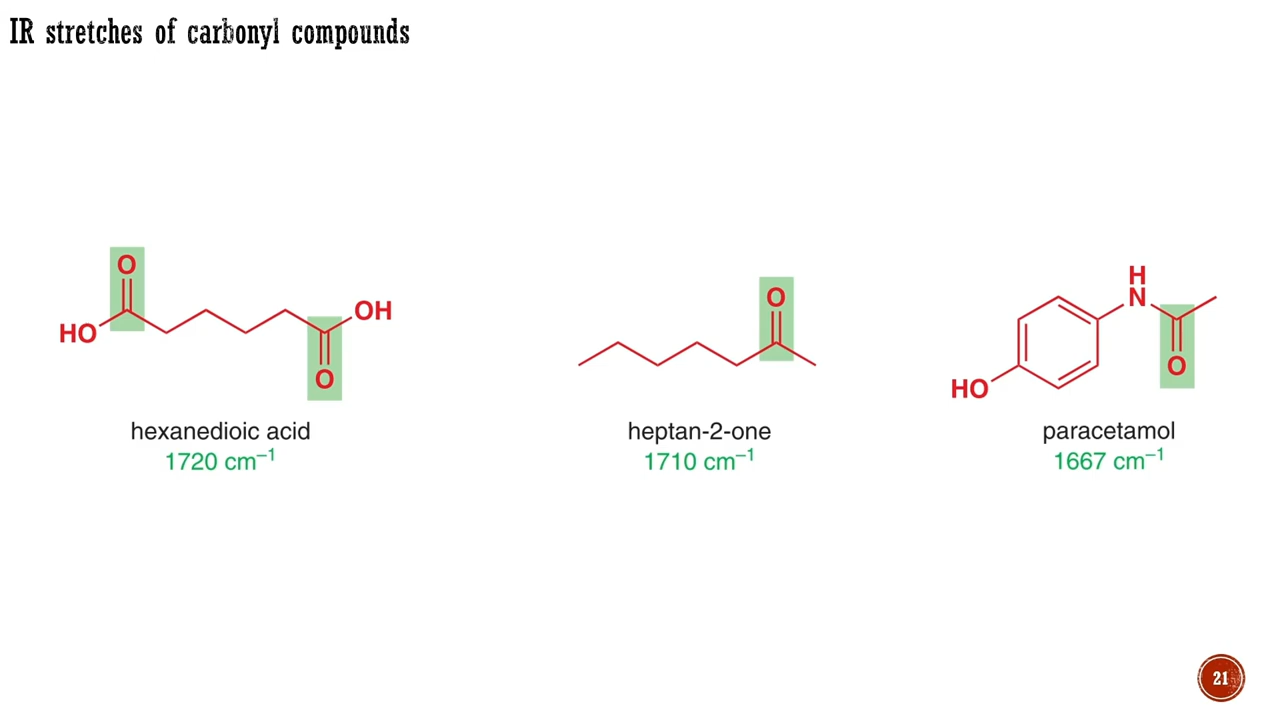 IR stretches of carbonyl compounds
O
HO
OH
O
hexanedioic acid
1720 cm⁻¹
O
heptan-2-one
1710 cm⁻¹
H
N
O
HO
paracetamol
1667 cm⁻¹
21